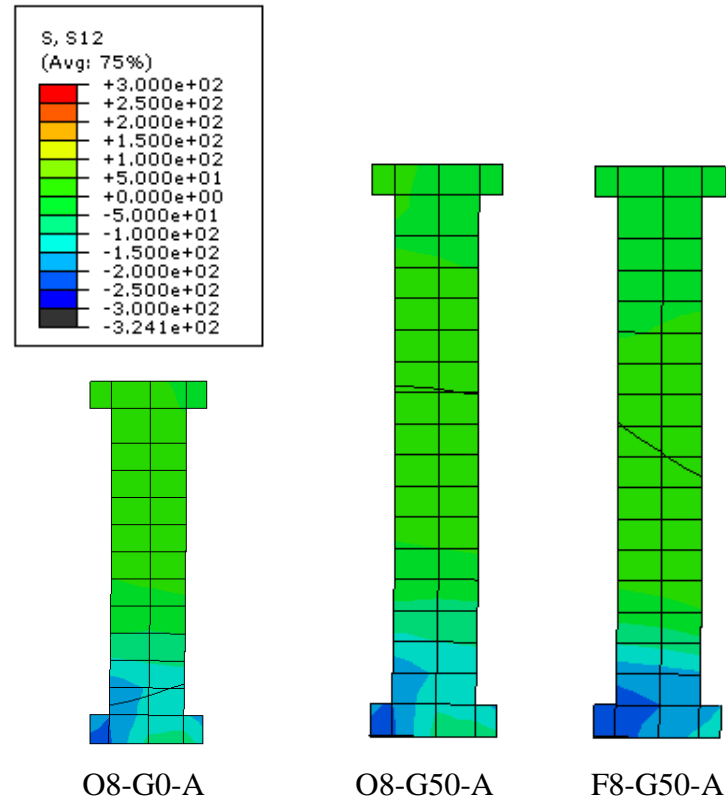 S, S12
(Avg: 75%)
+3.000e+02
+2.500e+02
+2.000e+02
+1.500e+02
+1.000e+02
+5.000e+01
+0.000e+00
-5.000e+01
-1.000e+02
-1.500e+02
-2.000e+02
-2.500e+02
-3.000e+02
-3.241e+02
O8-G0-A O8-G50-A F8-G50-A